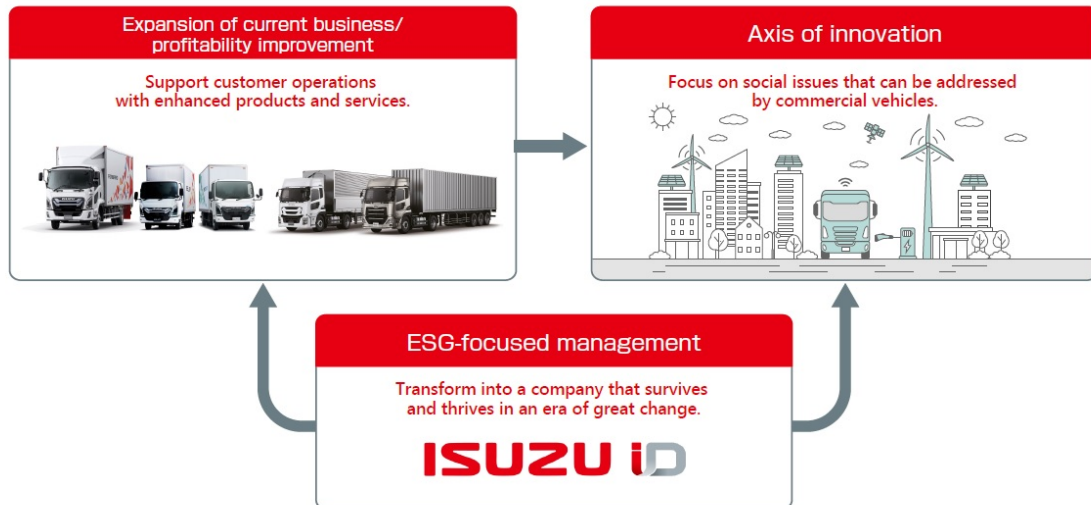 Expansion of current business/
profitability improvement
Support customer operations
with enhanced products and services.
Axis of innovation
Focus on social issues that can be addressed
by commercial vehicles.
ESG-focused management
Transform into a company that survives
and thrives in an era of great change.
ISUZU iD